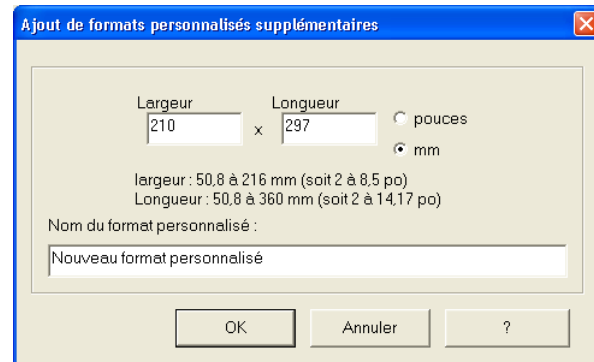 Ajout de formats personnalisés supplémentaires
Largeur Longueur
210 x 297
pouces
mm
largeur : 50,8 à 216 mm (soit 2 à 8,5 po)
Longueur : 50,8 à 360 mm (soit 2 à 14,17 po)
Nom du format personnalisé :
Nouveau format personnalisé
OK Annuler ?